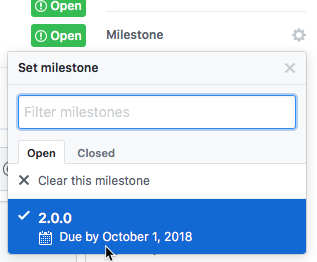 Open
Open
Milestone
Set milestone
Filter milestones
Open
Closed
Clear this milestone
2.0.0
Due by October 1, 2018